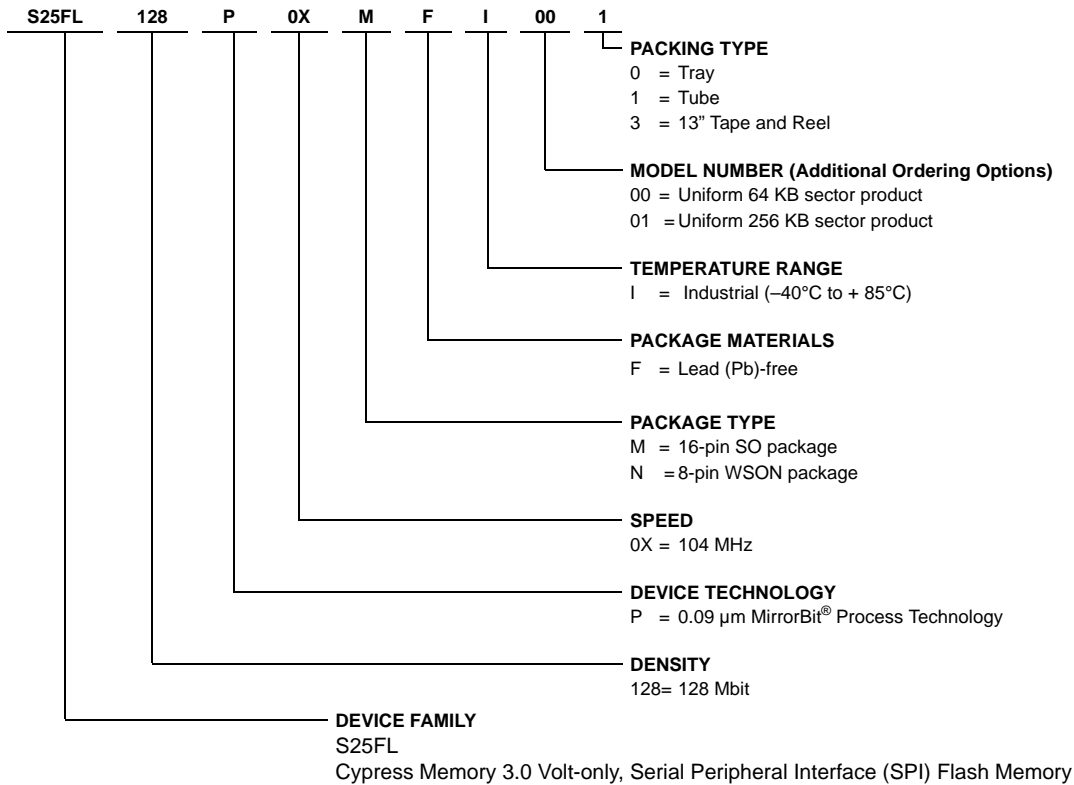 S25FL 128 P 0X M F I 00 1
PACKING TYPE
0 = Tray
1 = Tube
3 = 13” Tape and Reel
MODEL NUMBER (Additional Ordering Options)
00 = Uniform 64 KB sector product
01 = Uniform 256 KB sector product
TEMPERATURE RANGE
I = Industrial (–40°C to + 85°C)
PACKAGE MATERIALS
F = Lead (Pb)-free
PACKAGE TYPE
M = 16-pin SO package
N = 8-pin WSON package
SPEED
0X = 104 MHz
DEVICE TECHNOLOGY
P = 0.09 µm MirrorBit® Process Technology
DENSITY
128= 128 Mbit
DEVICE FAMILY
S25FL
Cypress Memory 3.0 Volt-only, Serial Peripheral Interface (SPI) Flash Memory